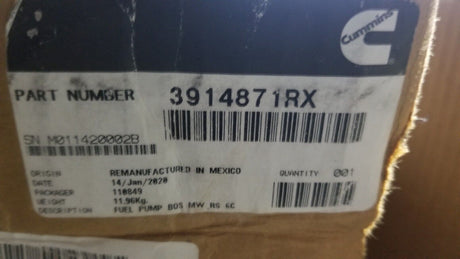 Cummins
PART NUMBER 3914871RX
SN M011420002B
ORIGIN REMANUFACTURED IN MEXICO QUANTITY 001
DATE 14/Jan/2020
PACKAGER 110849
WEIGHT 11.96Kg.
DESCRIPTION FUEL PUMP BOS MW RS 6C